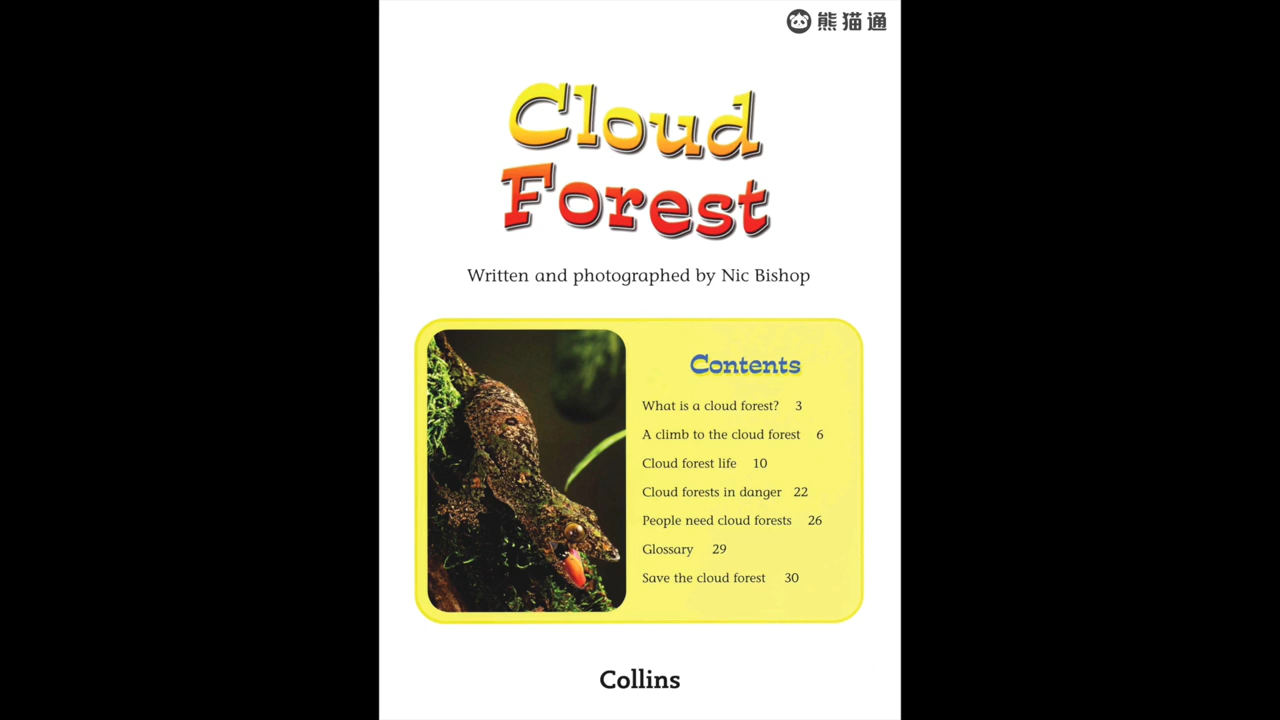 熊猫通
Cloud
Forest
Written and photographed by Nic Bishop
Contents
What is a cloud forest? 3
A climb to the cloud forest 6
Cloud forest life 10
Cloud forests in danger 22
People need cloud forests 26
Glossary 29
Save the cloud forest 30
Collins